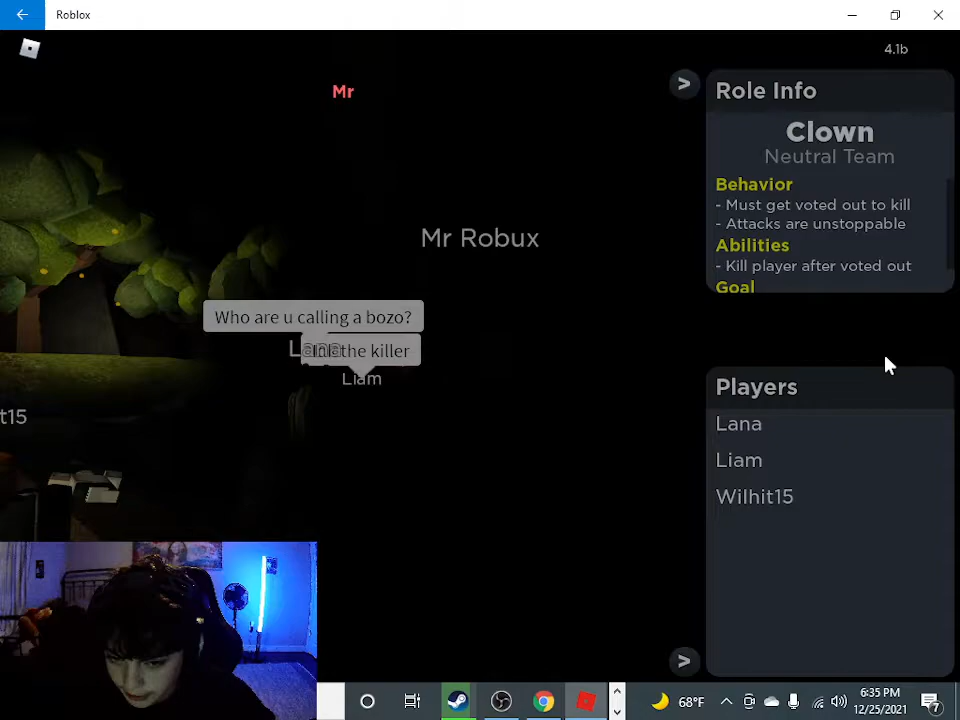 Roblox
4.1b
Mr
Role Info
Clown
Neutral Team
Behavior
- Must get voted out to kill
- Attacks are unstoppable
Abilities
- Kill player after voted out
Goal
Mr Robux
Who are u calling a bozo?
Lana
the killer
Liam
t15
Players
Lana
Liam
Wilhit15
68°F
6:35 PM
12/25/2021
7